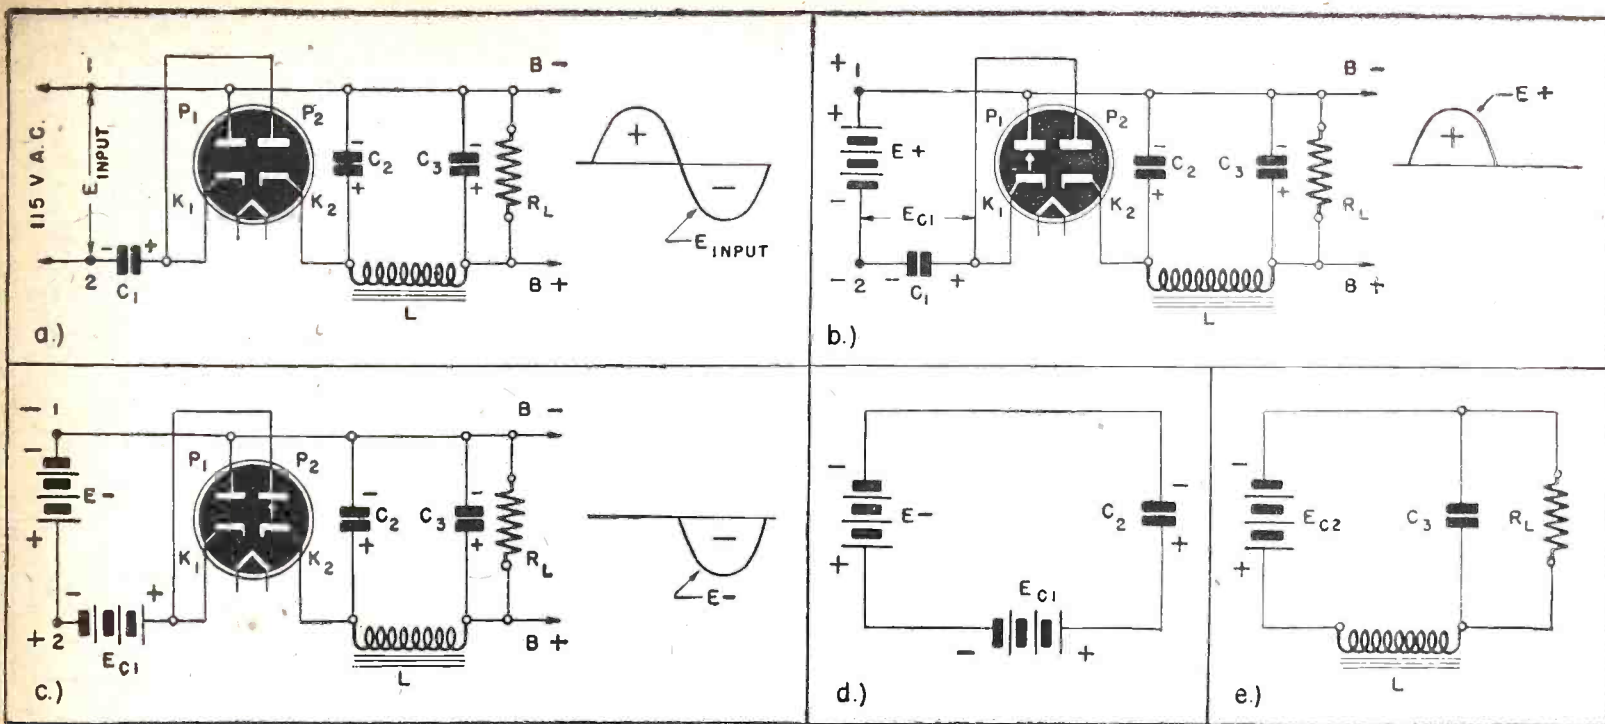 a.)
115 V A.C.
E INPUT
1
2
- C1 +
P1 P2
K1 K2
- C2 +
- C3 +
RL
L
B -
B +
+
-
E INPUT
b.)
+ 1
+
E +
-
- 2
EC1
- C1 +
P1 P2
K1 K2
- C2 +
- C3 +
RL
L
B -
B +
E +
+
c.)
- 1
-
E -
+
+ 2
- EC1 +
P1 P2
K1 K2
- C2 +
- C3 +
RL
L
B -
B +
-
E -
d.)
-
E -
+
- C2 +
EC1
- +
e.)
-
EC2
+
C3
RL
L